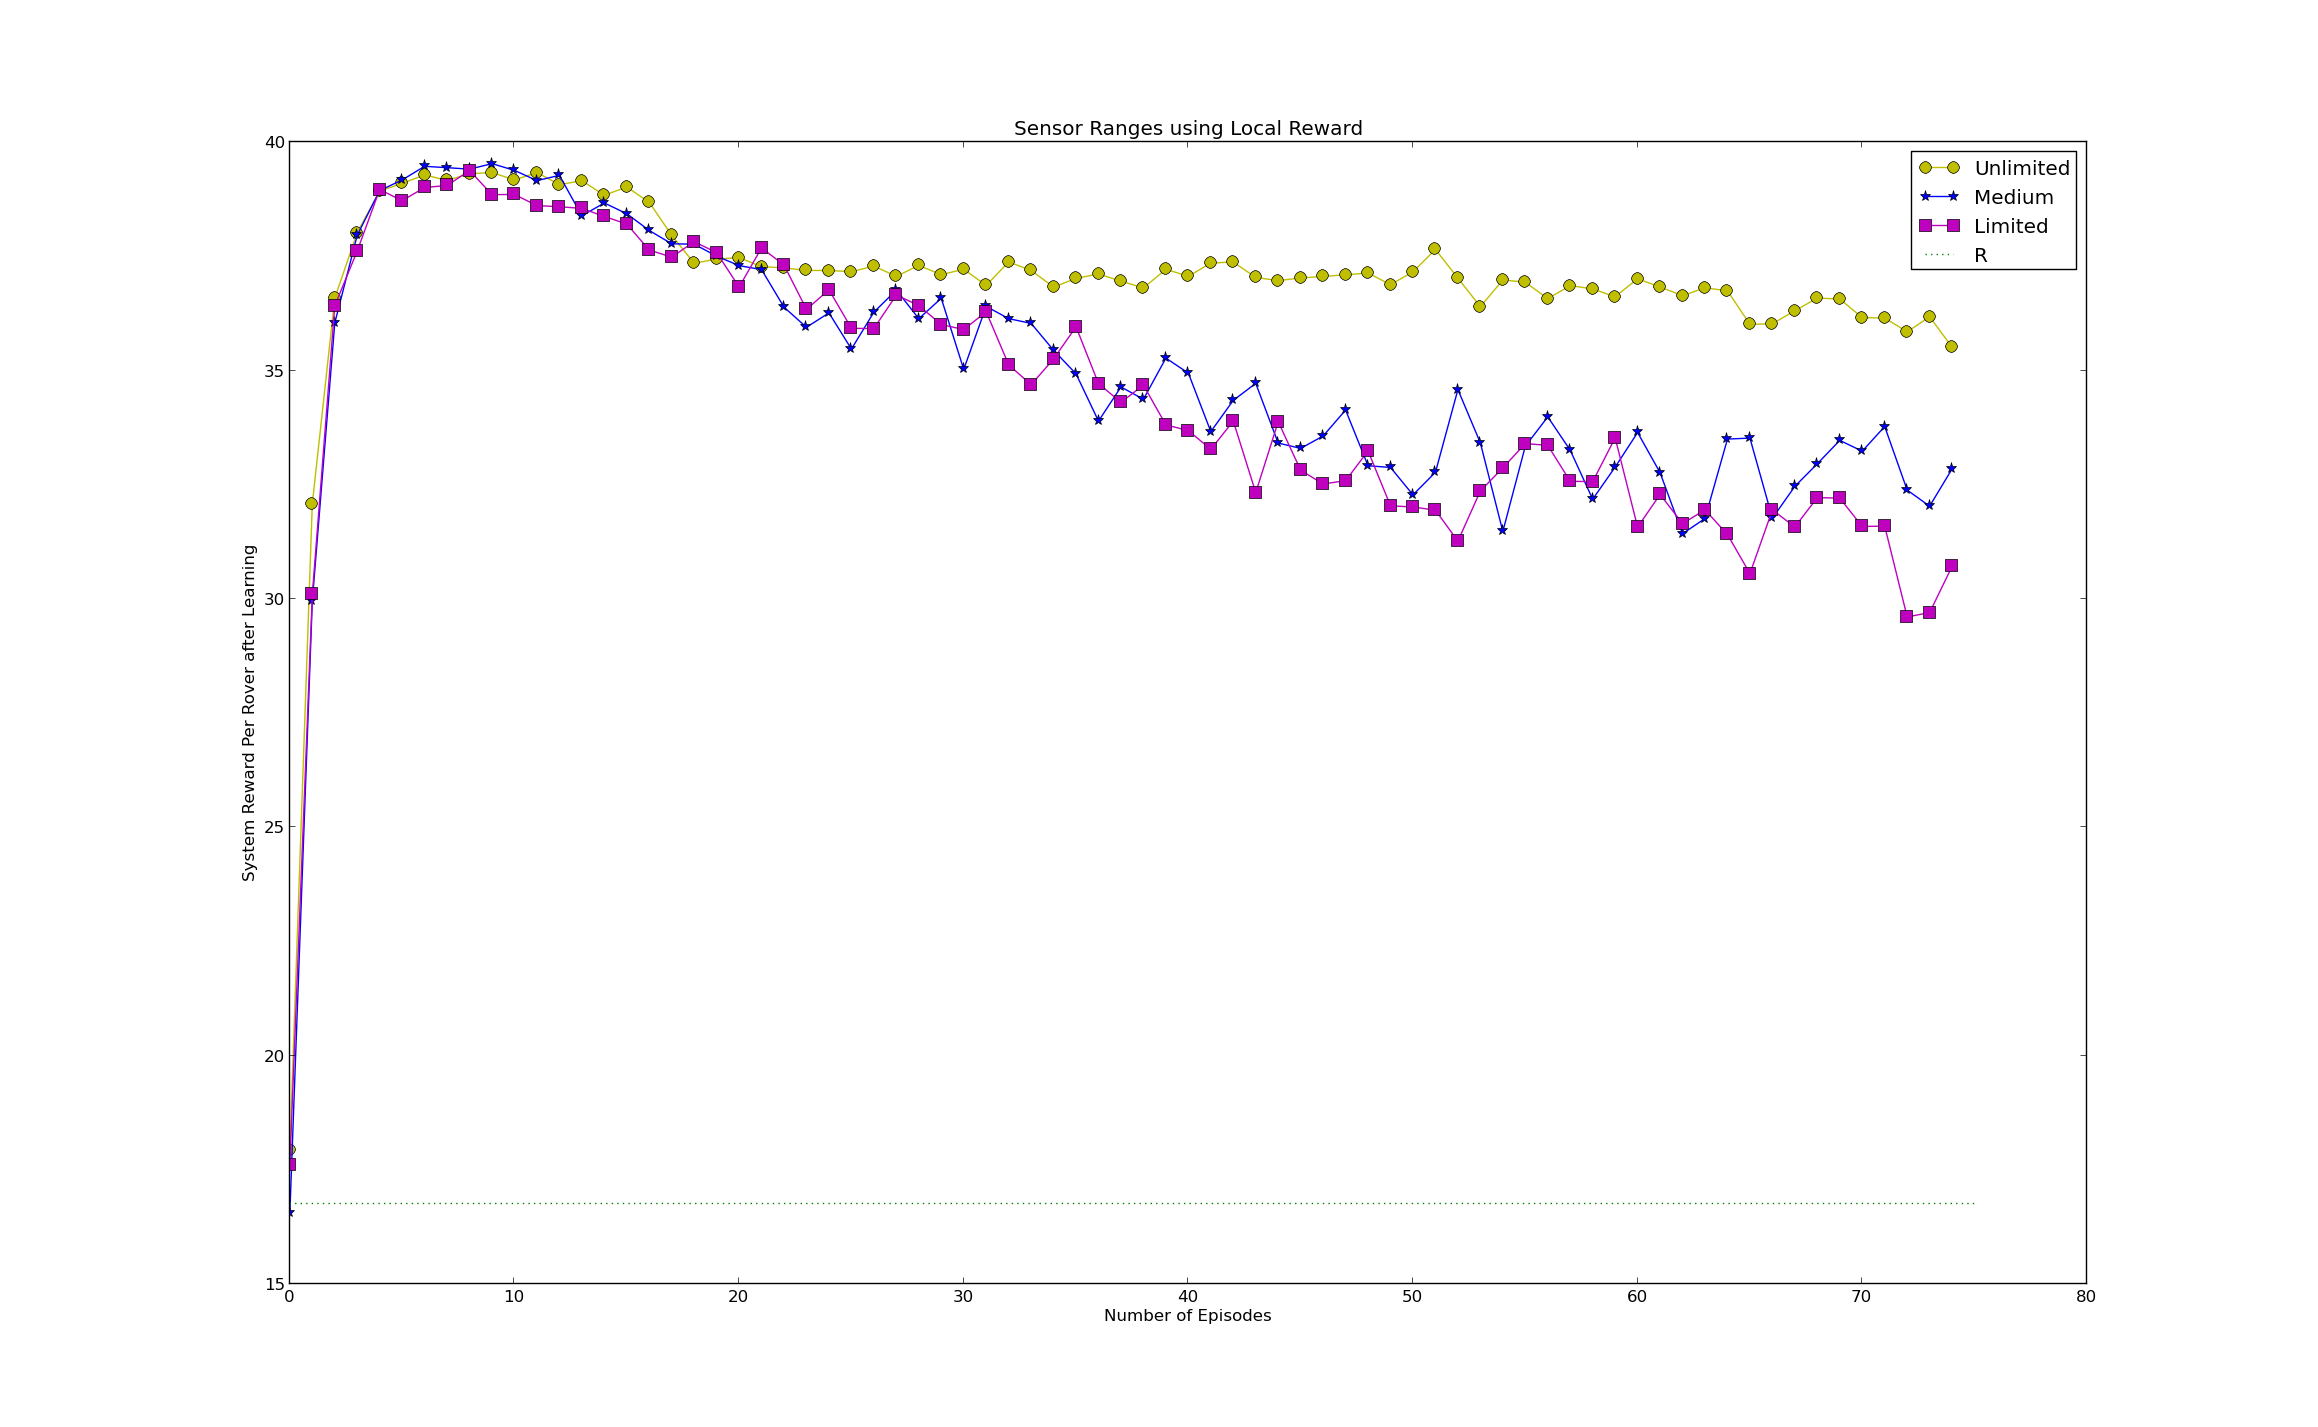 Sensor Ranges using Local Reward
40
35
30
25
20
15
System Reward Per Rover after Learning
Unlimited
Medium
Limited
R
0 10 20 30 40 50 60 70 80
Number of Episodes